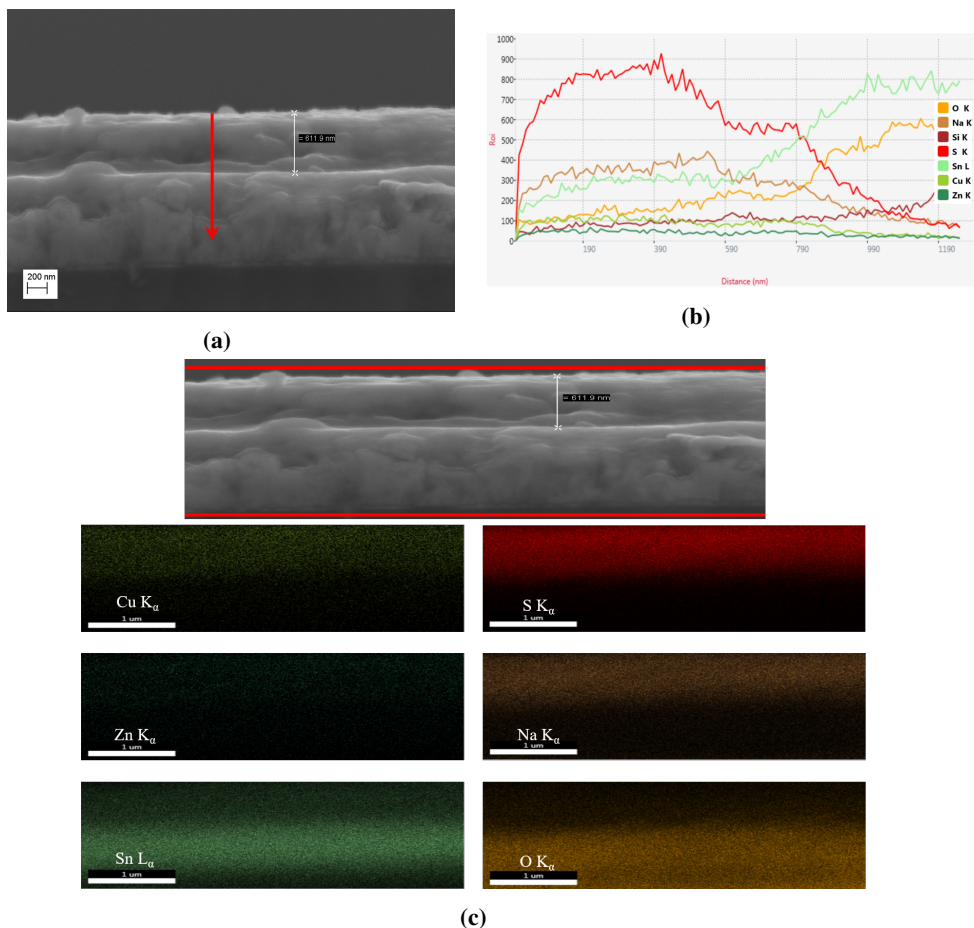 = 611.9 nm
200 nm
(a)
1000
900
800
700
600
500
400
300
200
100
0
Roi
190
390
590
790
990
1190
Distance (nm)
O K
Na K
Si K
S K
Sn L
Cu K
Zn K
(b)
= 611.9 nm
Cu Kα
1 um
S Kα
1 um
Zn Kα
1 um
Na Kα
1 um
Sn Lα
1 um
O Kα
1 um
(c)